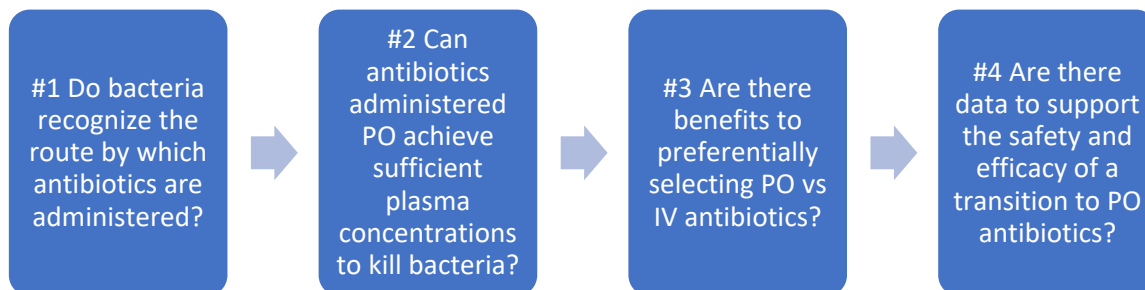 #1 Do bacteria
recognize the
route by which
antibiotics are
administered?
#2 Can
antibiotics
administered
PO achieve
sufficient
plasma
concentrations
to kill bacteria?
#3 Are there
benefits to
preferentially
selecting PO vs
IV antibiotics?
#4 Are there
data to support
the safety and
efficacy of a
transition to PO
antibiotics?